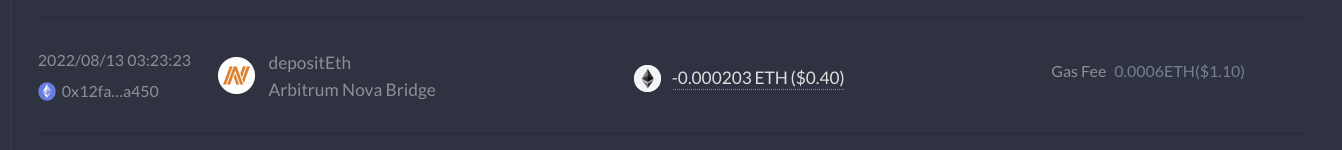 2022/08/13 03:23:23
0x12fa...a450
depositEth
Arbitrum Nova Bridge
-0.000203 ETH ($0.40)
Gas Fee 0.0006ETH($1.10)